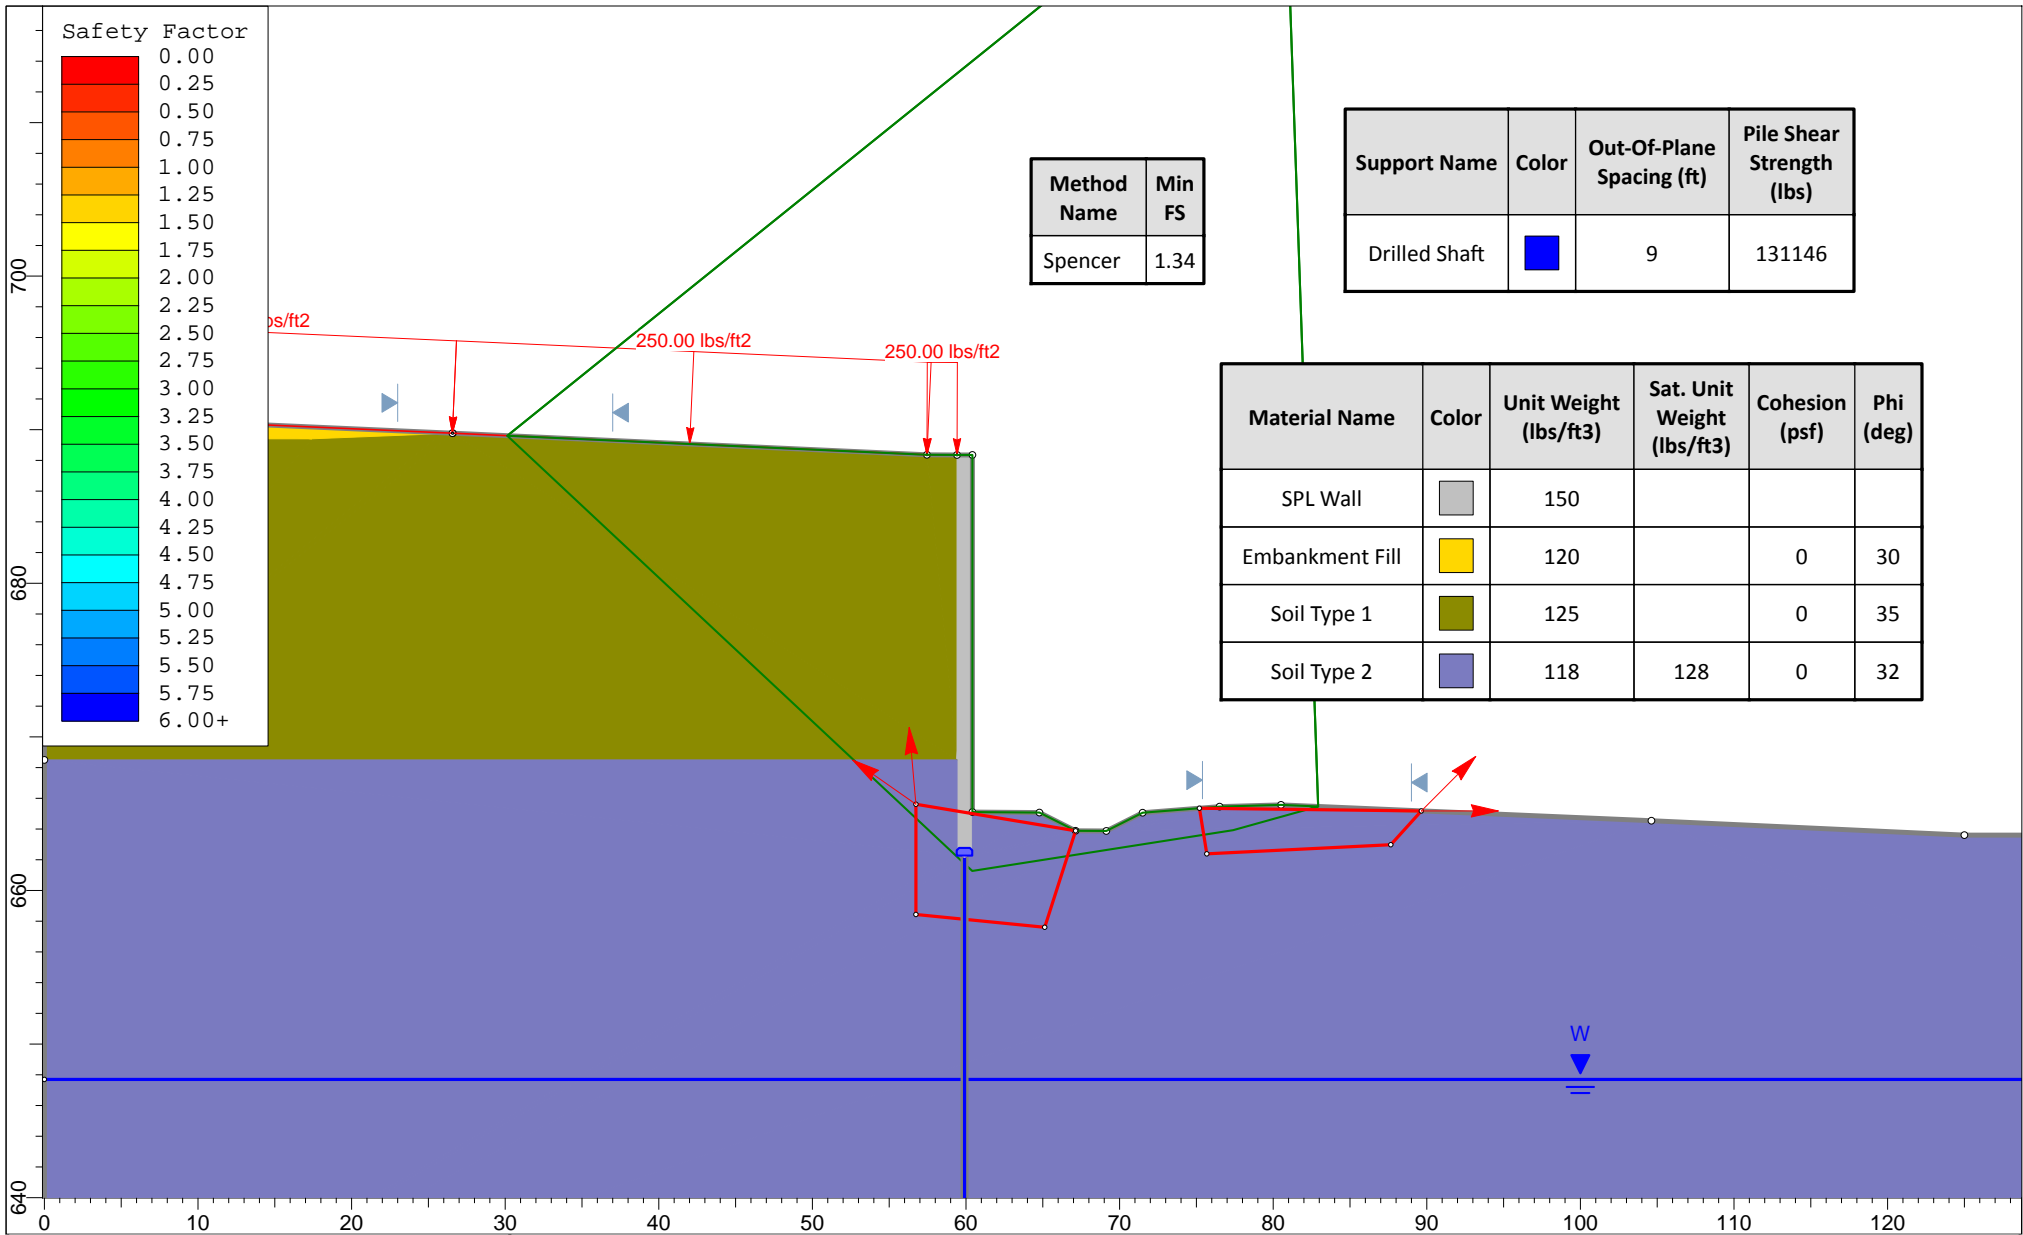 Safety Factor
0.00
0.25
0.50
0.75
1.00
1.25
1.50
1.75
2.00
2.25
2.50
2.75
3.00
3.25
3.50
3.75
4.00
4.25
4.50
4.75
5.00
5.25
5.50
5.75
6.00+
Method Name Min FS
Spencer 1.34
Support Name Color Out-Of-Plane Spacing (ft) Pile Shear Strength (lbs)
Drilled Shaft 9 131146
bs/ft2
250.00 lbs/ft2
250.00 lbs/ft2
Material Name Color Unit Weight (lbs/ft3) Sat. Unit Weight (lbs/ft3) Cohesion (psf) Phi (deg)
SPL Wall 150
Embankment Fill 120 0 30
Soil Type 1 125 0 35
Soil Type 2 118 128 0 32
W
700
680
660
640
0 10 20 30 40 50 60 70 80 90 100 110 120